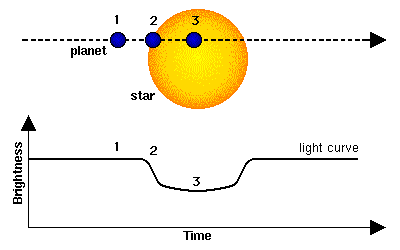 1 2 3
planet
star
1 2
light curve
3
Brightness
Time